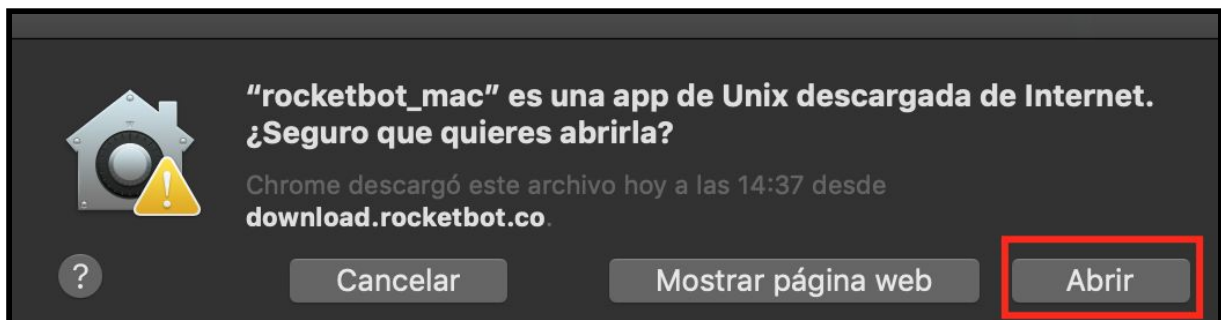 “rocketbot_mac” es una app de Unix descargada de Internet.
¿Seguro que quieres abrirla?
Chrome descargó este archivo hoy a las 14:37 desde
download.rocketbot.co.
?
Cancelar
Mostrar página web
Abrir